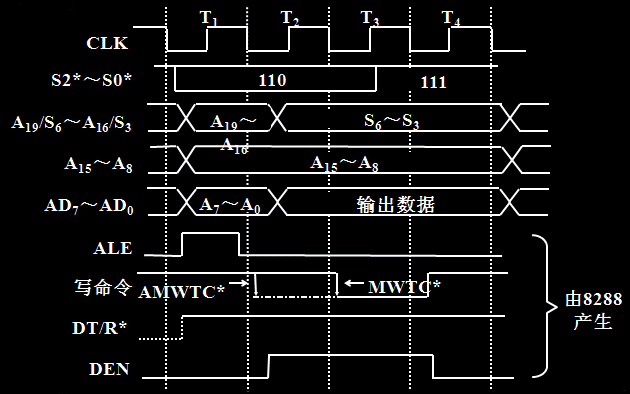 T1 T2 T3 T4
CLK
S2*～S0* 110 111
A19/S6～A16/S3 A19～A16 S6～S3
A15～A8 A15～A8
AD7～AD0 A7～A0 输出数据
ALE
写命令 AMWTC* MWTC*
由8288
产生
DT/R*
DEN